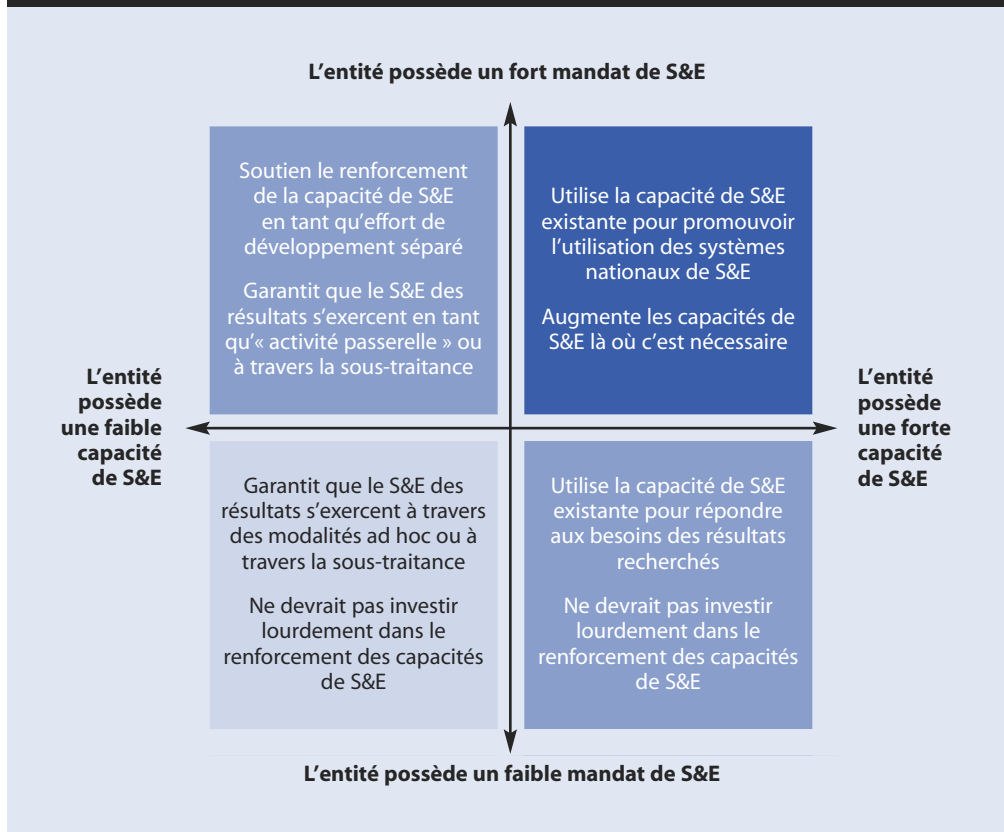 L'entité possède un fort mandat de S&E
Soutien le renforcement
de la capacité de S&E
en tant qu'effort de
développement séparé
Garantit que le S&E des
résultats s'exercent en tant
qu'« activité passerelle » ou
à travers la sous-traitance
Utilise la capacité de S&E
existante pour promouvoir
l'utilisation des systèmes
nationaux de S&E
Augmente les capacités de
S&E là où c'est nécessaire
L'entité
possède
une faible
capacité
de S&E
L'entité
possède
une forte
capacité
de S&E
Garantit que le S&E des
résultats s'exercent à travers
des modalités ad hoc ou à
travers la sous-traitance
Ne devrait pas investir
lourdement dans le
renforcement des capacités
de S&E
Utilise la capacité de S&E
existante pour répondre
aux besoins des résultats
recherchés
Ne devrait pas investir
lourdement dans le
renforcement des capacités
de S&E
L'entité possède un faible mandat de S&E